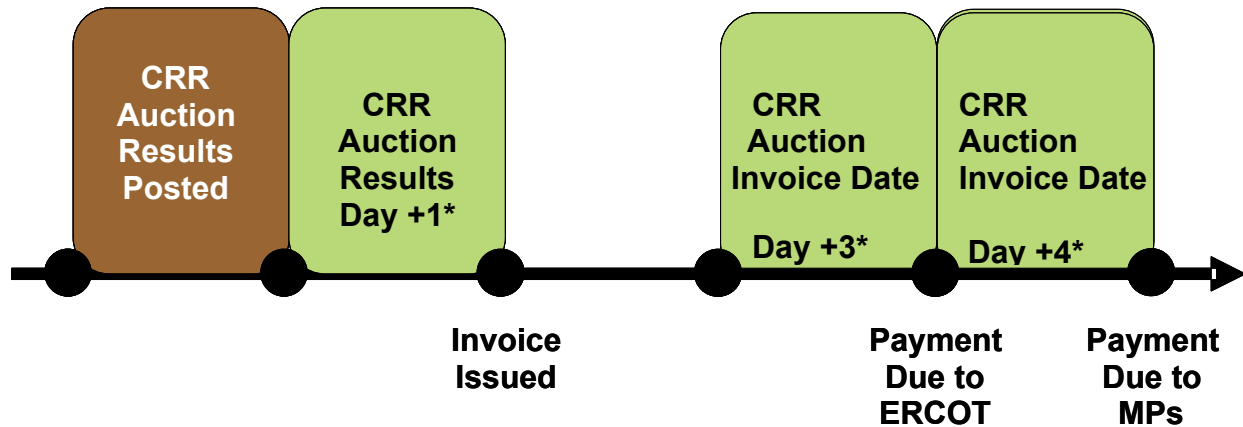 CRR
Auction
Results
Posted
CRR
Auction
Results
Day +1*
CRR
Auction
Invoice Date
Day +3*
CRR
Auction
Invoice Date
Day +4*
Invoice
Issued
Payment
Due to
ERCOT
Payment
Due to
MPs